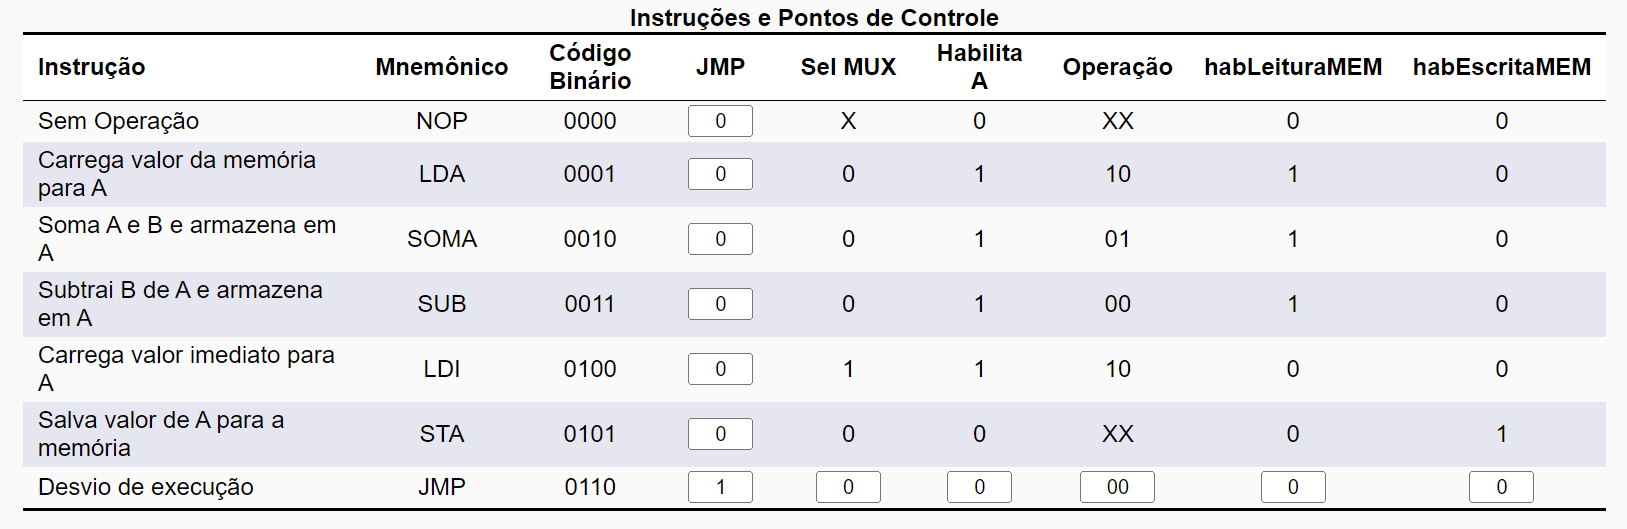 Instruções e Pontos de Controle
Instrução Mnemônico Código Binário JMP Sel MUX Habilita A Operação habLeituraMEM habEscritaMEM
Sem Operação NOP 0000 0 X 0 XX 0 0
Carrega valor da memória para A LDA 0001 0 0 1 10 1 0
Soma A e B e armazena em A SOMA 0010 0 0 1 01 1 0
Subtrai B de A e armazena em A SUB 0011 0 0 1 00 1 0
Carrega valor imediato para A LDI 0100 0 1 1 10 0 0
Salva valor de A para a memória STA 0101 0 0 0 XX 0 1
Desvio de execução JMP 0110 1 0 0 00 0 0